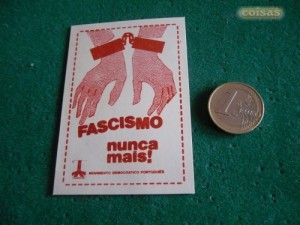 coisas
FASCISMO
nunca
mais!
MOVIMENTO DEMOCRÁTICO PORTUGUÊS
1
EURO